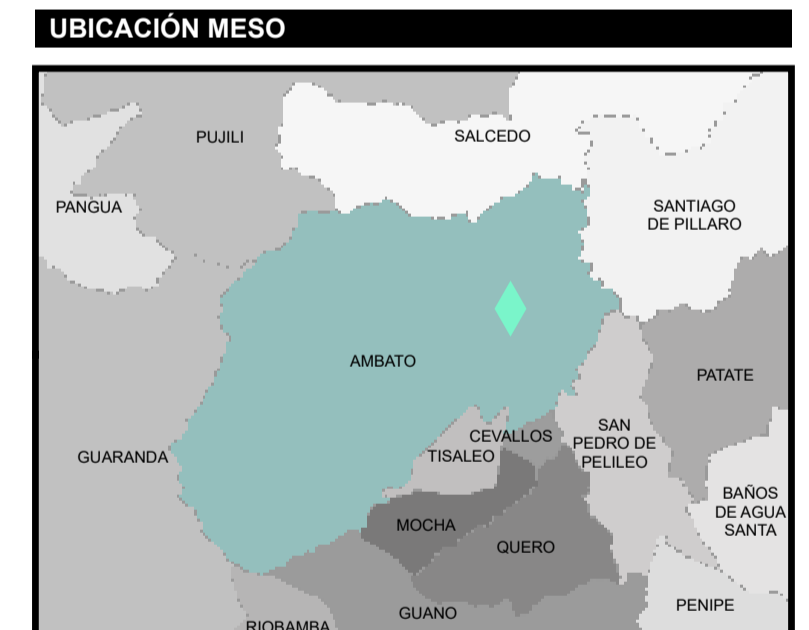 UBICACIÓN MESO
PUJILI
SALCEDO
PANGUA
SANTIAGO
DE PILLARO
AMBATO
PATATE
GUARANDA
CEVALLOS
TISALEO
SAN
PEDRO DE
PELILEO
BAÑOS
DE AGUA
SANTA
MOCHA
QUERO
PENIPE
GUANO
RIOBAMBA